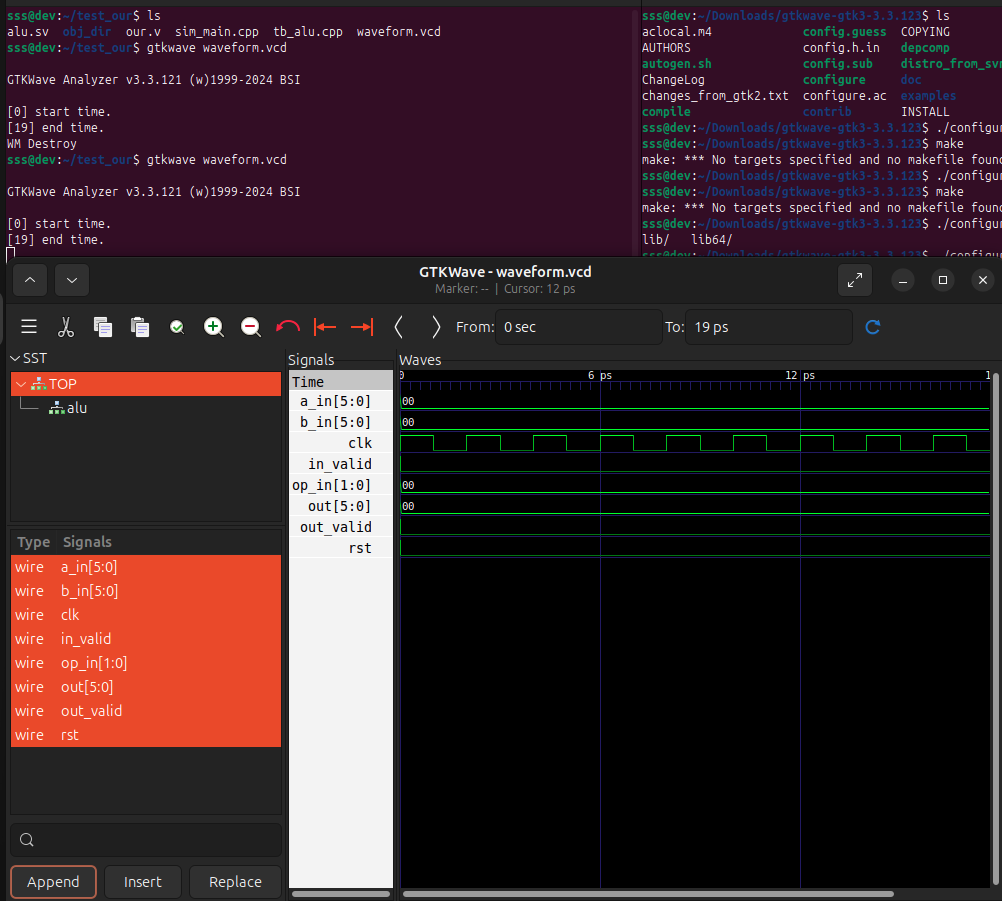 sss@dev:~/test_our$ ls
alu.sv  obj_dir  our.v  sim_main.cpp  tb_alu.cpp  waveform.vcd
sss@dev:~/test_our$ gtkwave waveform.vcd
GTKWave Analyzer v3.3.121 (w)1999-2024 BSI
[0] start time.
[19] end time.
WM Destroy
sss@dev:~/test_our$ gtkwave waveform.vcd
GTKWave Analyzer v3.3.121 (w)1999-2024 BSI
[0] start time.
[19] end time.
sss@dev:~/Downloads/gtkwave-gtk3-3.3.123$ ls
aclocal.m4 config.guess COPYING
AUTHORS config.h.in depcomp
autogen.sh config.sub distro_from_svn
ChangeLog configure doc
changes_from_gtk2.txt configure.ac examples
compile contrib INSTALL
sss@dev:~/Downloads/gtkwave-gtk3-3.3.123$ ./configu
sss@dev:~/Downloads/gtkwave-gtk3-3.3.123$ make
make: *** No targets specified and no makefile found
sss@dev:~/Downloads/gtkwave-gtk3-3.3.123$ ./configu
sss@dev:~/Downloads/gtkwave-gtk3-3.3.123$ make
make: *** No targets specified and no makefile found
sss@dev:~/Downloads/gtkwave-gtk3-3.3.123$ ./configu
lib/ lib64/
sss@dev:~/Downloads/gtkwave-gtk3-3.3.123$ ./configu
GTKWave - waveform.vcd
Marker: -- | Cursor: 12 ps
From: 0 sec To: 19 ps
SST
TOP
alu
Type Signals
wire a_in[5:0]
wire b_in[5:0]
wire clk
wire in_valid
wire op_in[1:0]
wire out[5:0]
wire out_valid
wire rst
Append Insert Replace
Signals
Time
a_in[5:0]
b_in[5:0]
clk
in_valid
op_in[1:0]
out[5:0]
out_valid
rst
Waves
0 6 ps 12 ps 1
00
00
00
00